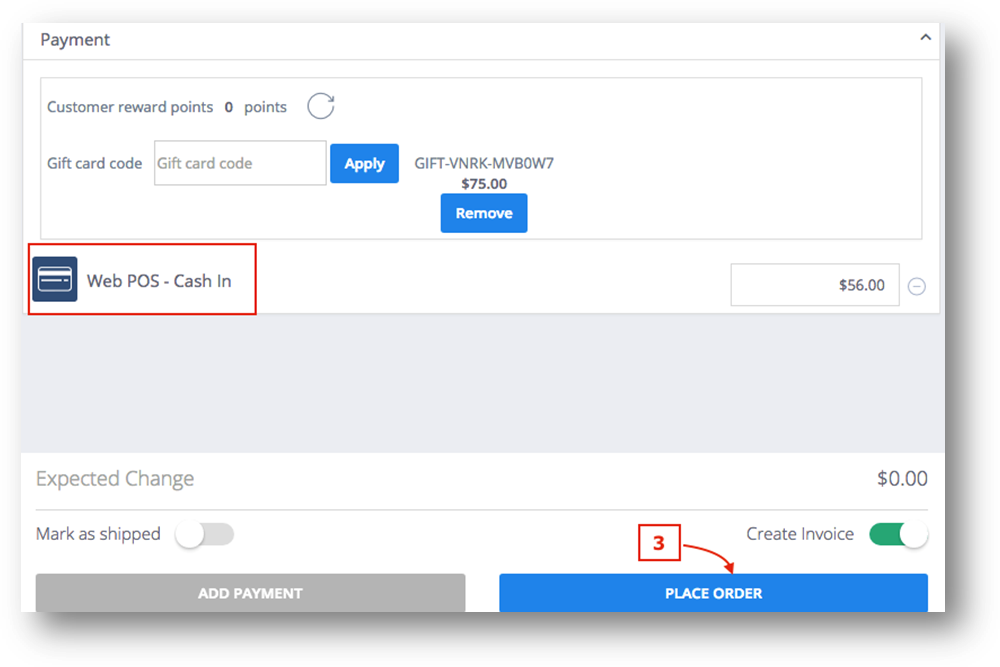 Payment
Customer reward points 0 points
Gift card code Gift card code Apply GIFT-VNRK-MVB0W7
$75.00
Remove
Web POS - Cash In $56.00
Expected Change $0.00
Mark as shipped Create Invoice
3
ADD PAYMENT PLACE ORDER